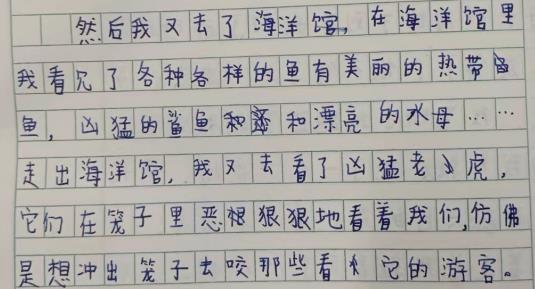 然后我又去了海洋馆，在海洋馆里
我看见了各种各样的鱼有美丽的热带
鱼，凶猛的鲨鱼和漂亮的水母……
走出海洋馆，我又去看了凶猛老虎，
它们在笼子里恶狠狠地看着我们，仿佛
是想冲出笼子去咬那些看它的游客。